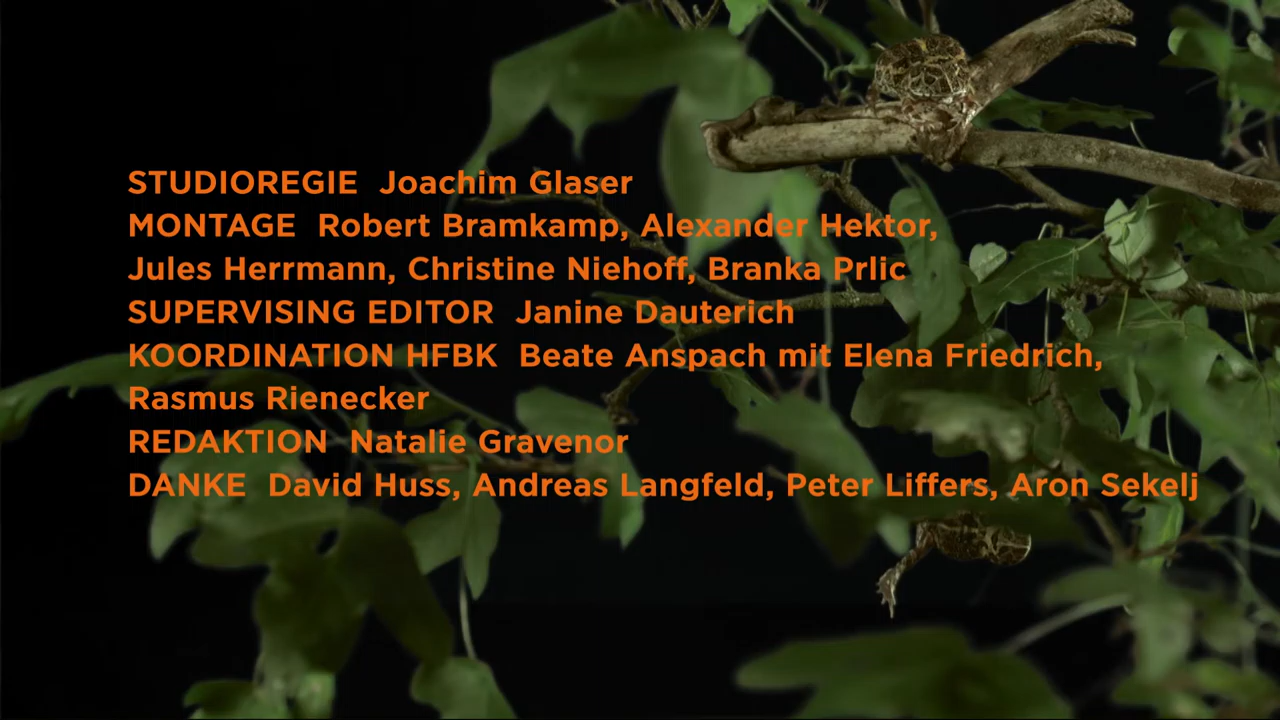 STUDIOREGIE Joachim Glaser
MONTAGE Robert Bramkamp, Alexander Hektor,
Jules Herrmann, Christine Niehoff, Branka Prlic
SUPERVISING EDITOR Janine Dauterich
KOORDINATION HFBK Beate Anspach mit Elena Friedrich,
Rasmus Rienecker
REDAKTION Natalie Gravenor
DANKE David Huss, Andreas Langfeld, Peter Liffers, Aron Sekelj